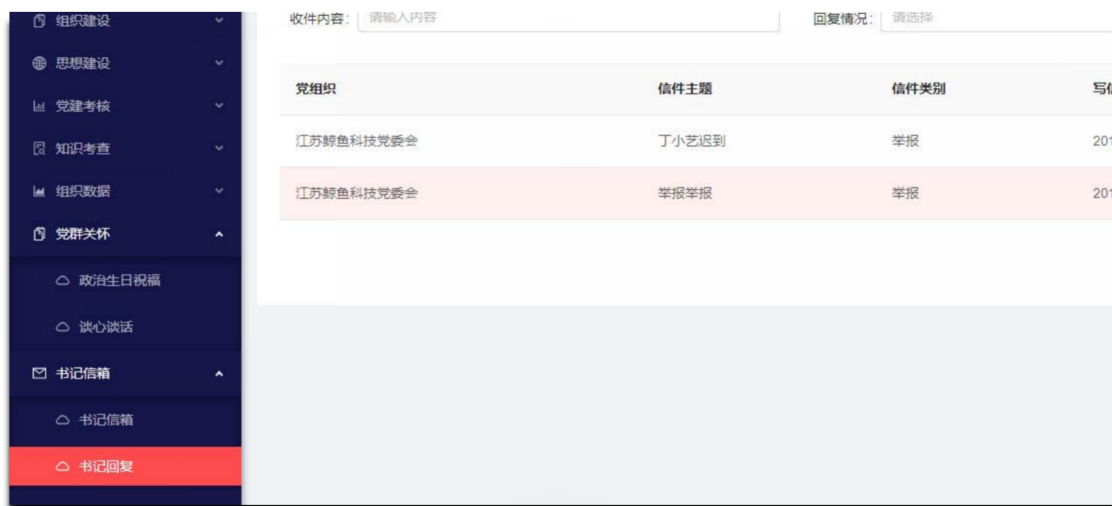 组织建设
思想建设
党建考核
知识考查
组织数据
党群关怀
政治生日祝福
谈心谈话
书记信箱
书记信箱
书记回复
收件内容: 请输入内容 回复情况: 请选择
党组织 信件主题 信件类别 写信
江苏鲸鱼科技党委会 丁小艺迟到 举报 201
江苏鲸鱼科技党委会 举报举报 举报 201